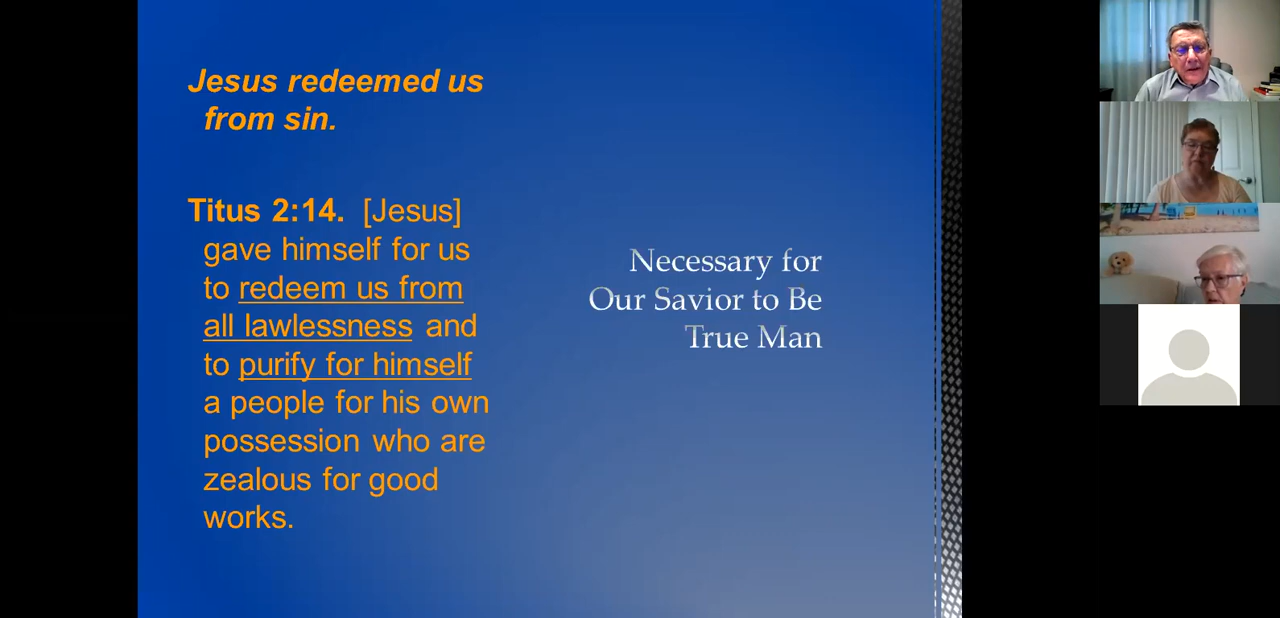 Jesus redeemed us
from sin.
Titus 2:14. [Jesus]
gave himself for us
to redeem us from
all lawlessness and
to purify for himself
a people for his own
possession who are
zealous for good
works.
Necessary for
Our Savior to Be
True Man